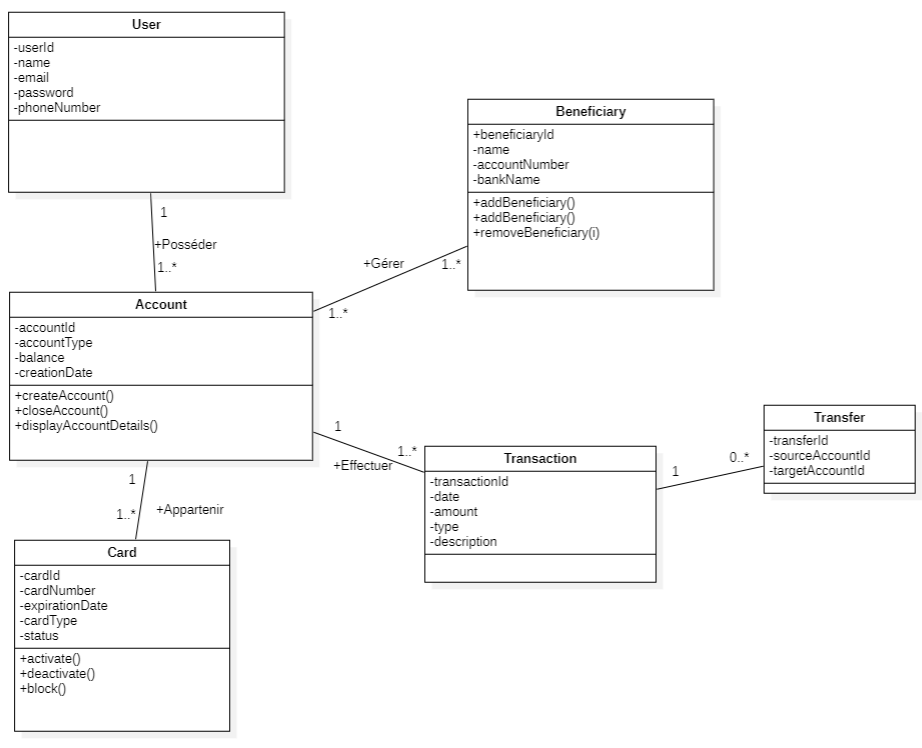 User
-userId
-name
-email
-password
-phoneNumber
1
+Posséder
1..*
Beneficiary
+beneficiaryId
-name
-accountNumber
-bankName
+addBeneficiary()
+addBeneficiary()
+removeBeneficiary(i)
+Gérer
1..*
1..*
Account
-accountId
-accountType
-balance
-creationDate
+createAccount()
+closeAccount()
+displayAccountDetails()
1
1..*
+Effectuer
Transaction
-transactionId
-date
-amount
-type
-description
1
0..*
Transfer
-transferId
-sourceAccountId
-targetAccountId
1
1..*
+Appartenir
Card
-cardId
-cardNumber
-expirationDate
-cardType
-status
+activate()
+deactivate()
+block()